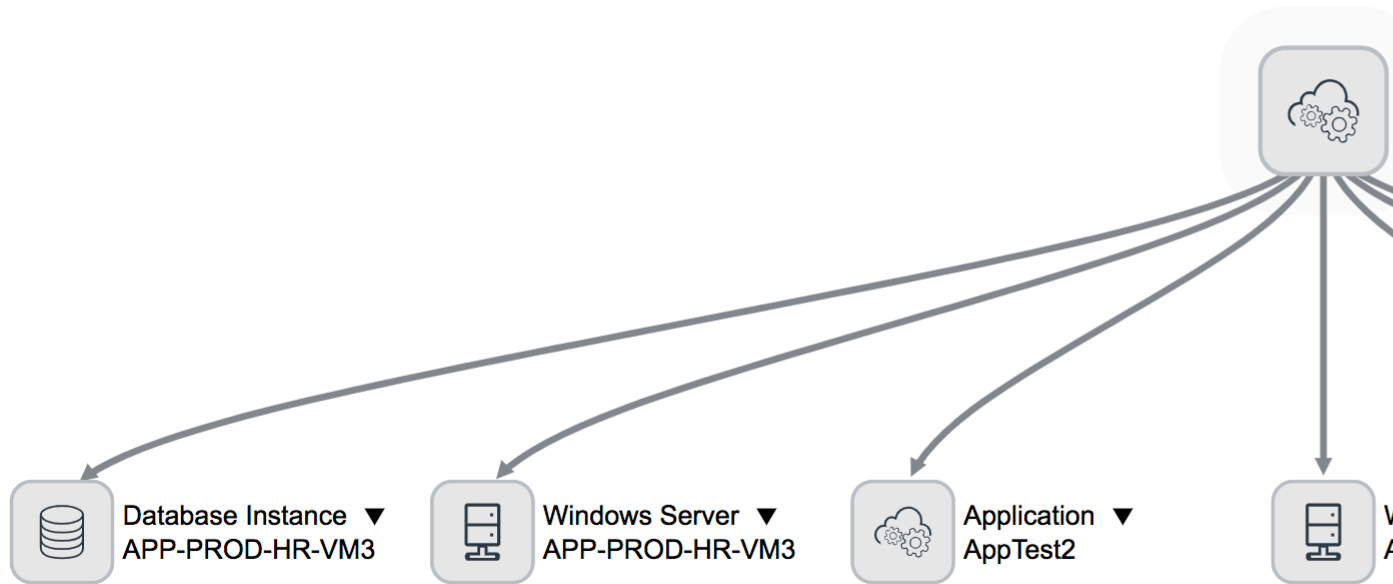 Database Instance ▼
APP-PROD-HR-VM3
Windows Server ▼
APP-PROD-HR-VM3
Application ▼
AppTest2